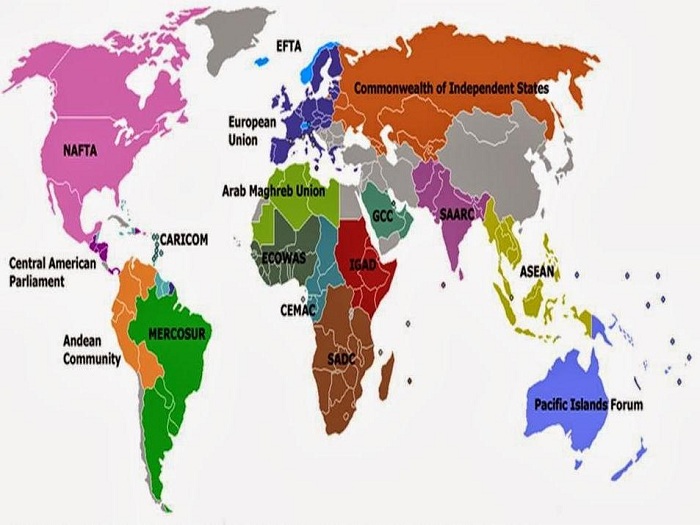 EFTA
Commonwealth of Independent States
European
Union
NAFTA
Arab Maghreb Union
GCC
SAARC
CARICOM
ECOWAS
IGAD
Central American
Parliament
ASEAN
CEMAC
MERCOSUR
Andean
Community
SADC
Pacific Islands Forum